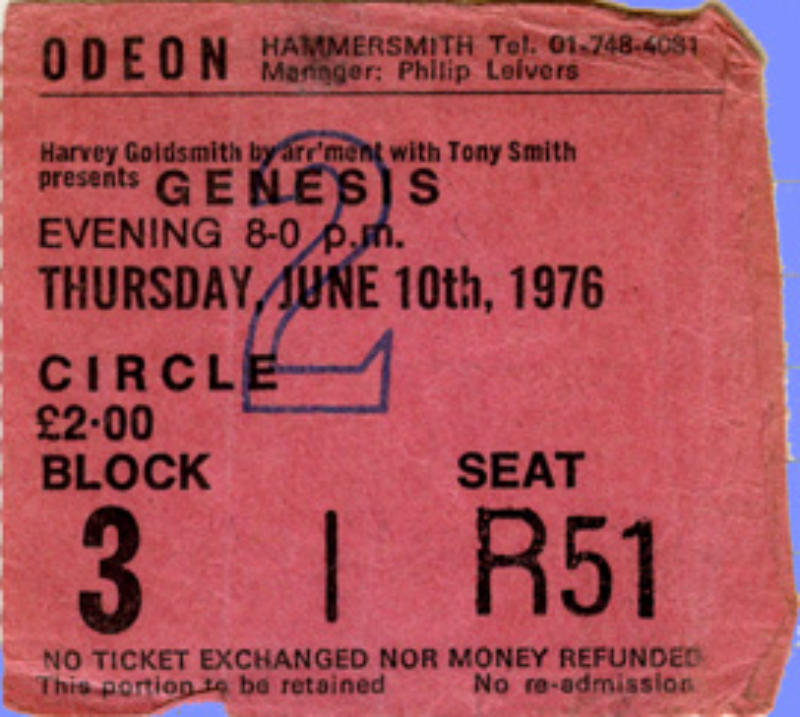 ODEON HAMMERSMITH Tel. 01-748-4081
Manager: Philip Leivers
Harvey Goldsmith by arr'ment with Tony Smith
presents GENESIS
EVENING 8-0 p.m.
THURSDAY, JUNE 10th, 1976
2
CIRCLE
£2·00
BLOCK SEAT
3 | R51
NO TICKET EXCHANGED NOR MONEY REFUNDED
This portion to be retained No re-admission